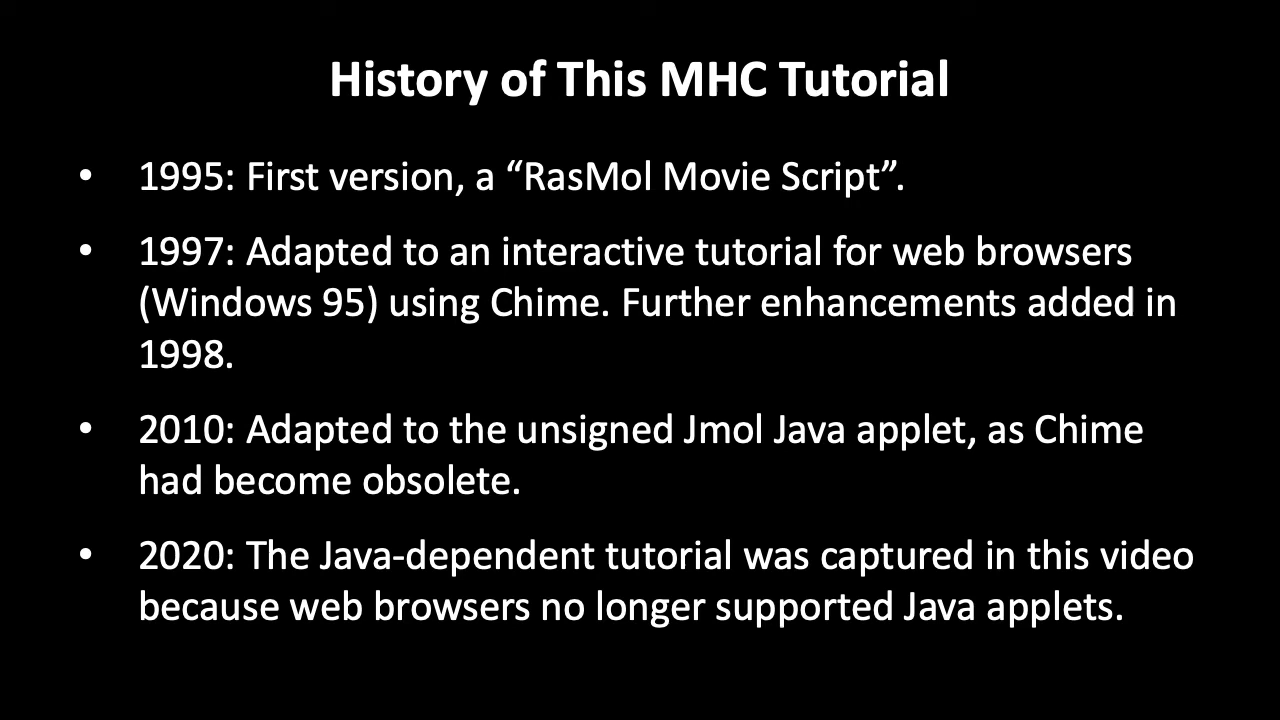 History of This MHC Tutorial
• 1995: First version, a “RasMol Movie Script”.
• 1997: Adapted to an interactive tutorial for web browsers
(Windows 95) using Chime. Further enhancements added in
1998.
• 2010: Adapted to the unsigned Jmol Java applet, as Chime
had become obsolete.
• 2020: The Java-dependent tutorial was captured in this video
because web browsers no longer supported Java applets.